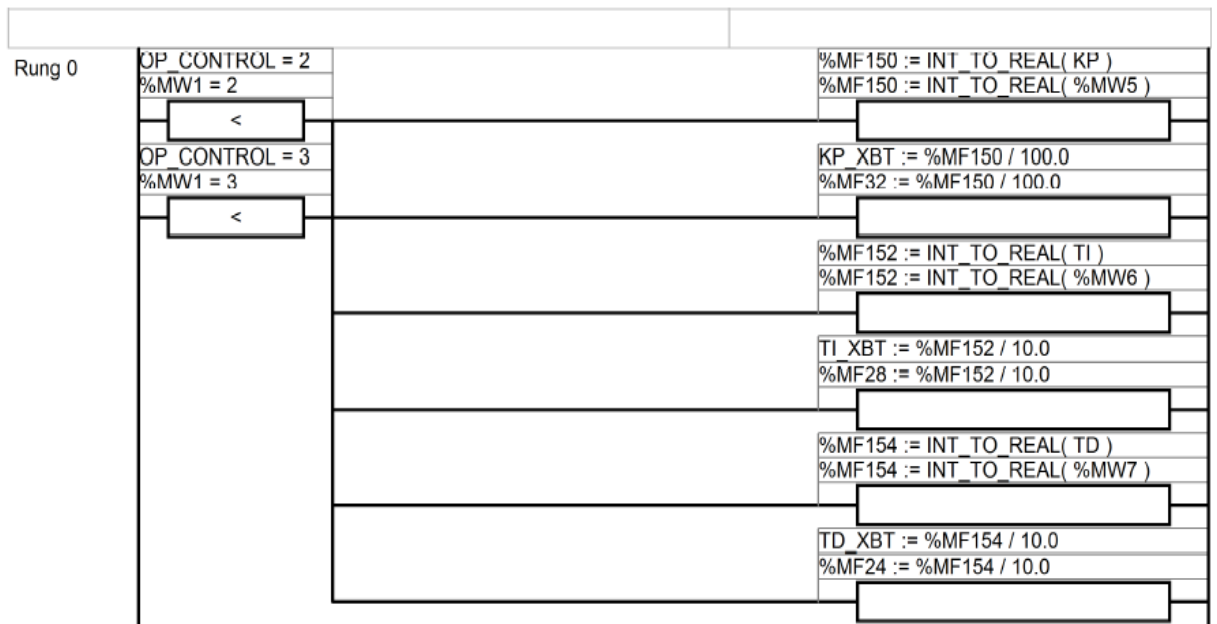 Rung 0
OP_CONTROL = 2
%MW1 = 2
<
OP_CONTROL = 3
%MW1 = 3
<
%MF150 := INT_TO_REAL( KP )
%MF150 := INT_TO_REAL( %MW5 )
KP_XBT := %MF150 / 100.0
%MF32 := %MF150 / 100.0
%MF152 := INT_TO_REAL( TI )
%MF152 := INT_TO_REAL( %MW6 )
TI_XBT := %MF152 / 10.0
%MF28 := %MF152 / 10.0
%MF154 := INT_TO_REAL( TD )
%MF154 := INT_TO_REAL( %MW7 )
TD_XBT := %MF154 / 10.0
%MF24 := %MF154 / 10.0